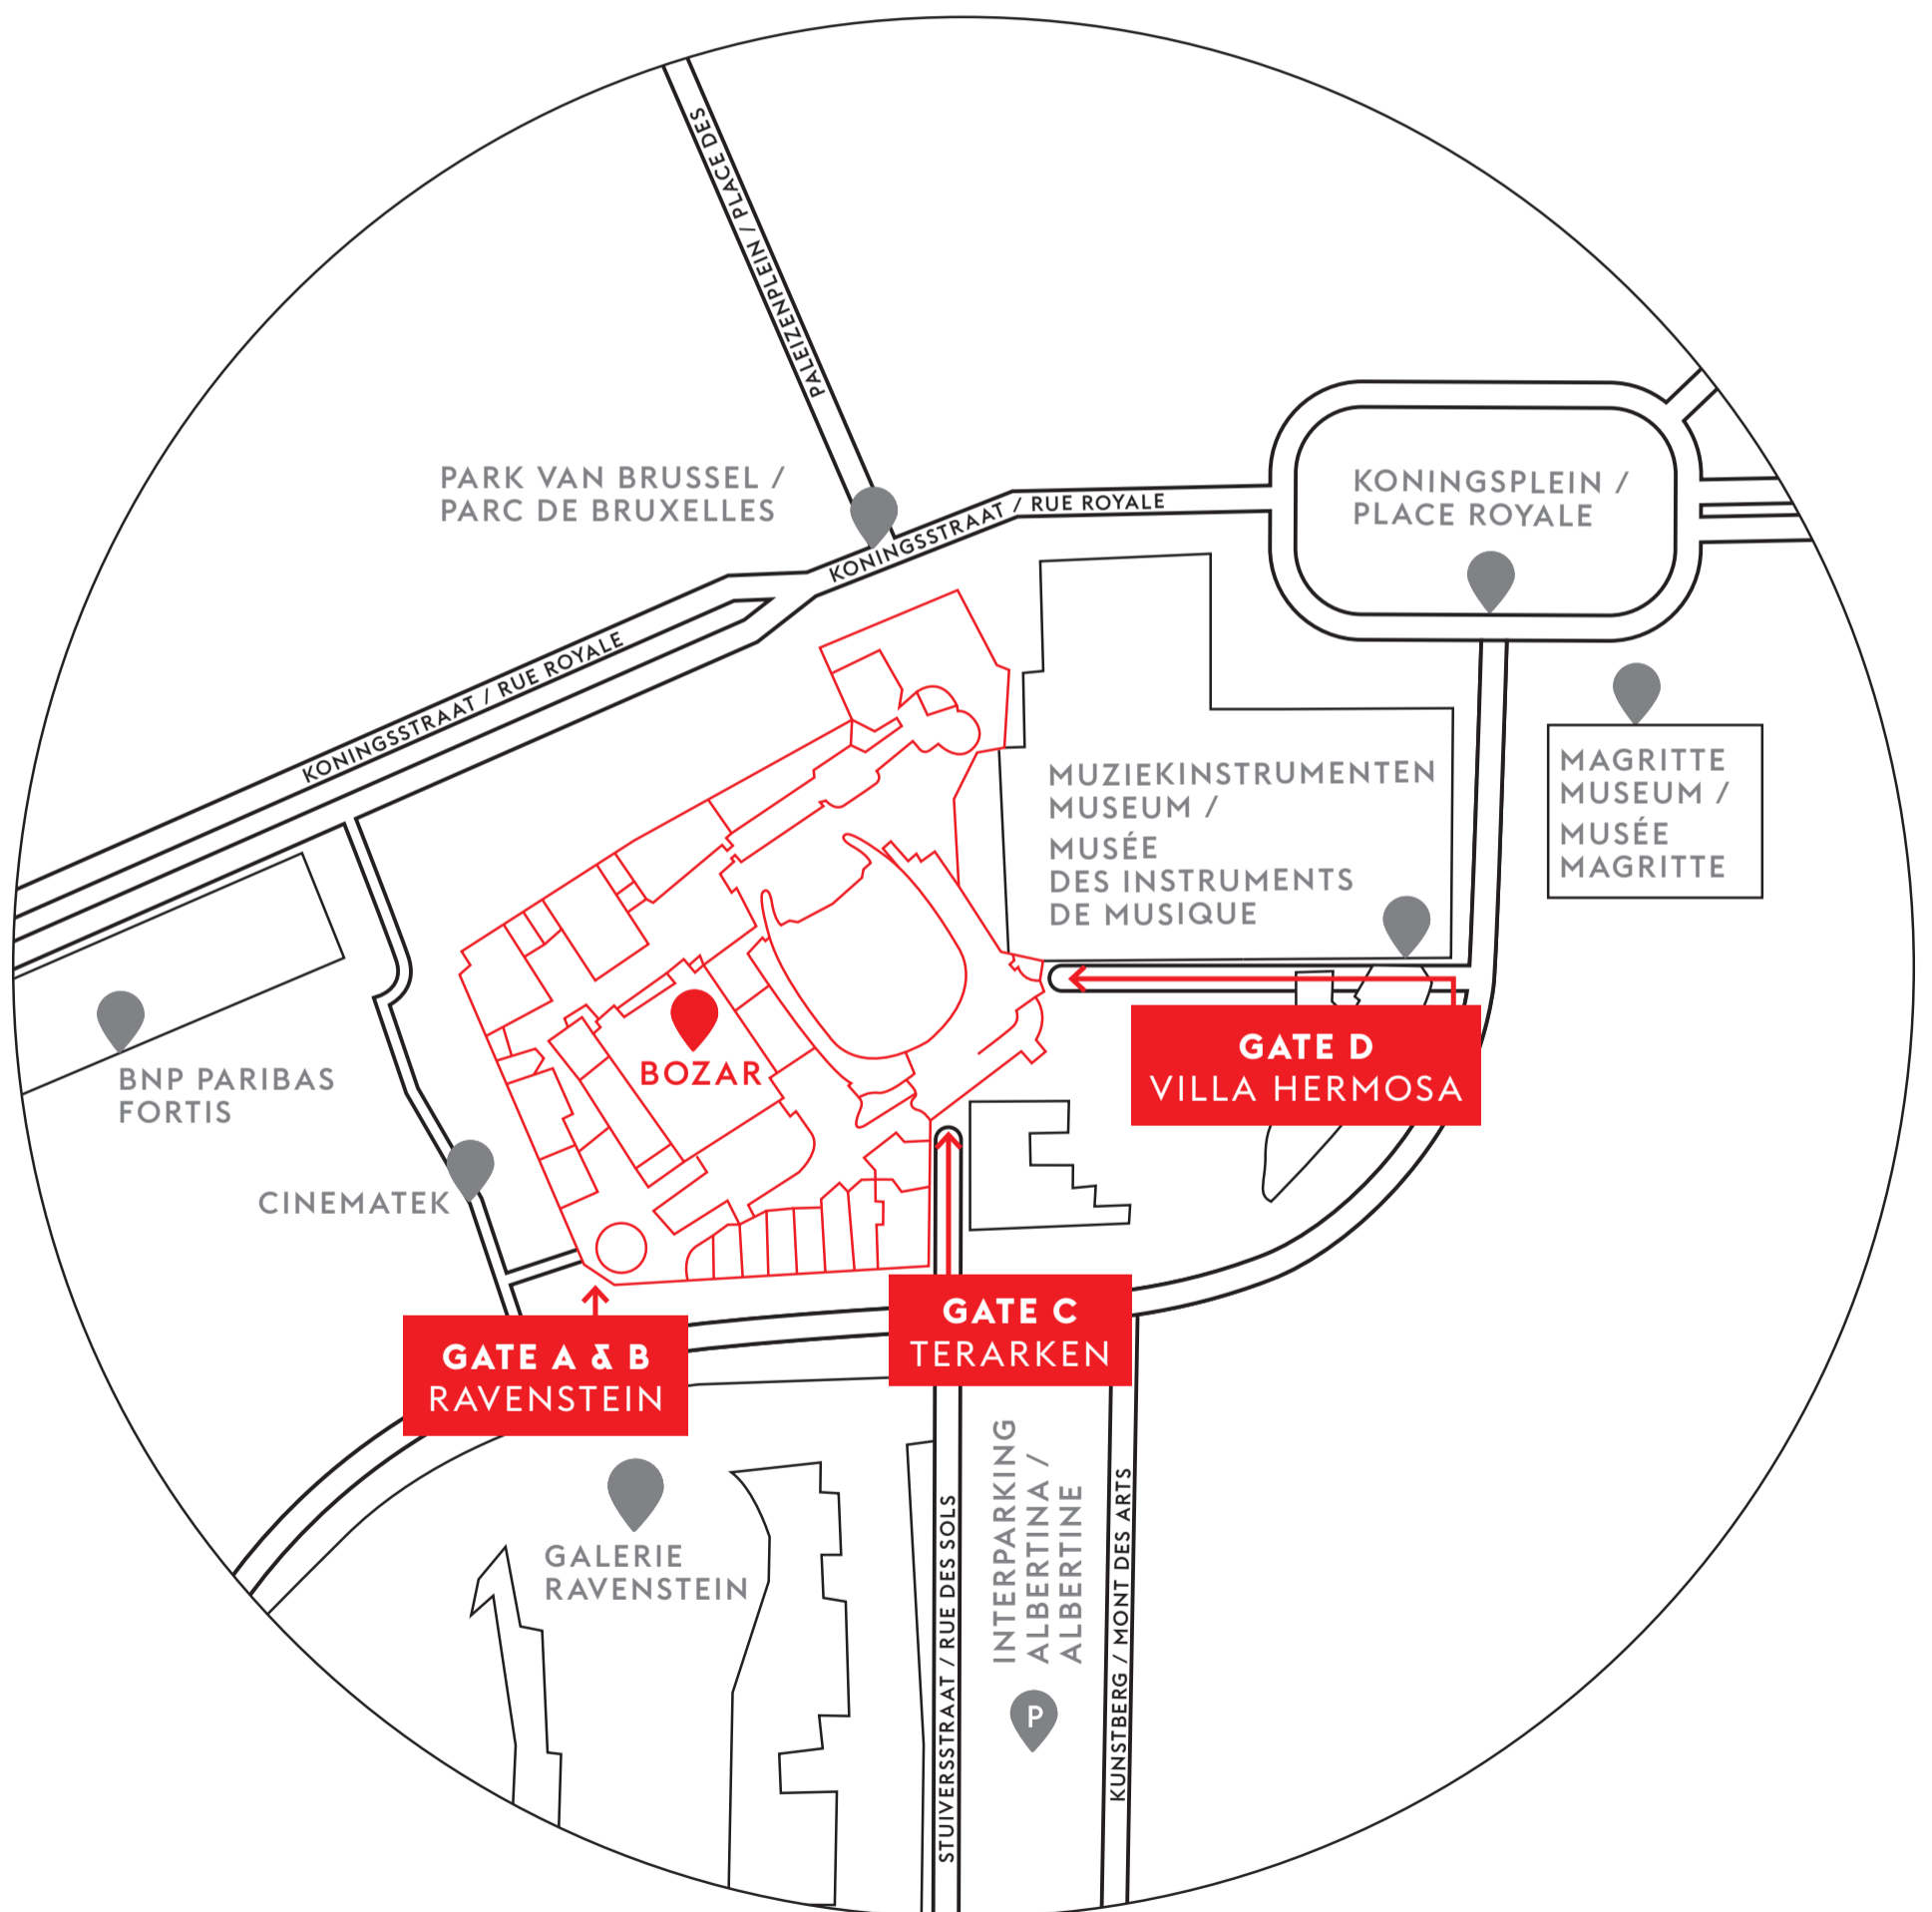 PALEIZENPLEIN / PLACE DES
PARK VAN BRUSSEL /
PARC DE BRUXELLES
KONINGSSTRAAT / RUE ROYALE
KONINGSPLEIN /
PLACE ROYALE
KONINGSSTRAAT / RUE ROYALE
MUZIEKINSTRUMENTEN
MUSEUM /
MUSÉE
DES INSTRUMENTS
DE MUSIQUE
MAGRITTE
MUSEUM /
MUSÉE
MAGRITTE
BNP PARIBAS
FORTIS
BOZAR
GATE D
VILLA HERMOSA
CINEMATEK
GATE C
TERARKEN
GATE A & B
RAVENSTEIN
GALERIE
RAVENSTEIN
STUIVERSSTRAAT / RUE DES SOLS
INTERPARKING
ALBERTINA /
ALBERTINE
P
KUNSTBERG / MONT DES ARTS